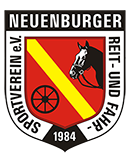 NEUENBURGER
REIT- UND FAHR-
SPORTVEREIN e.V.
1984